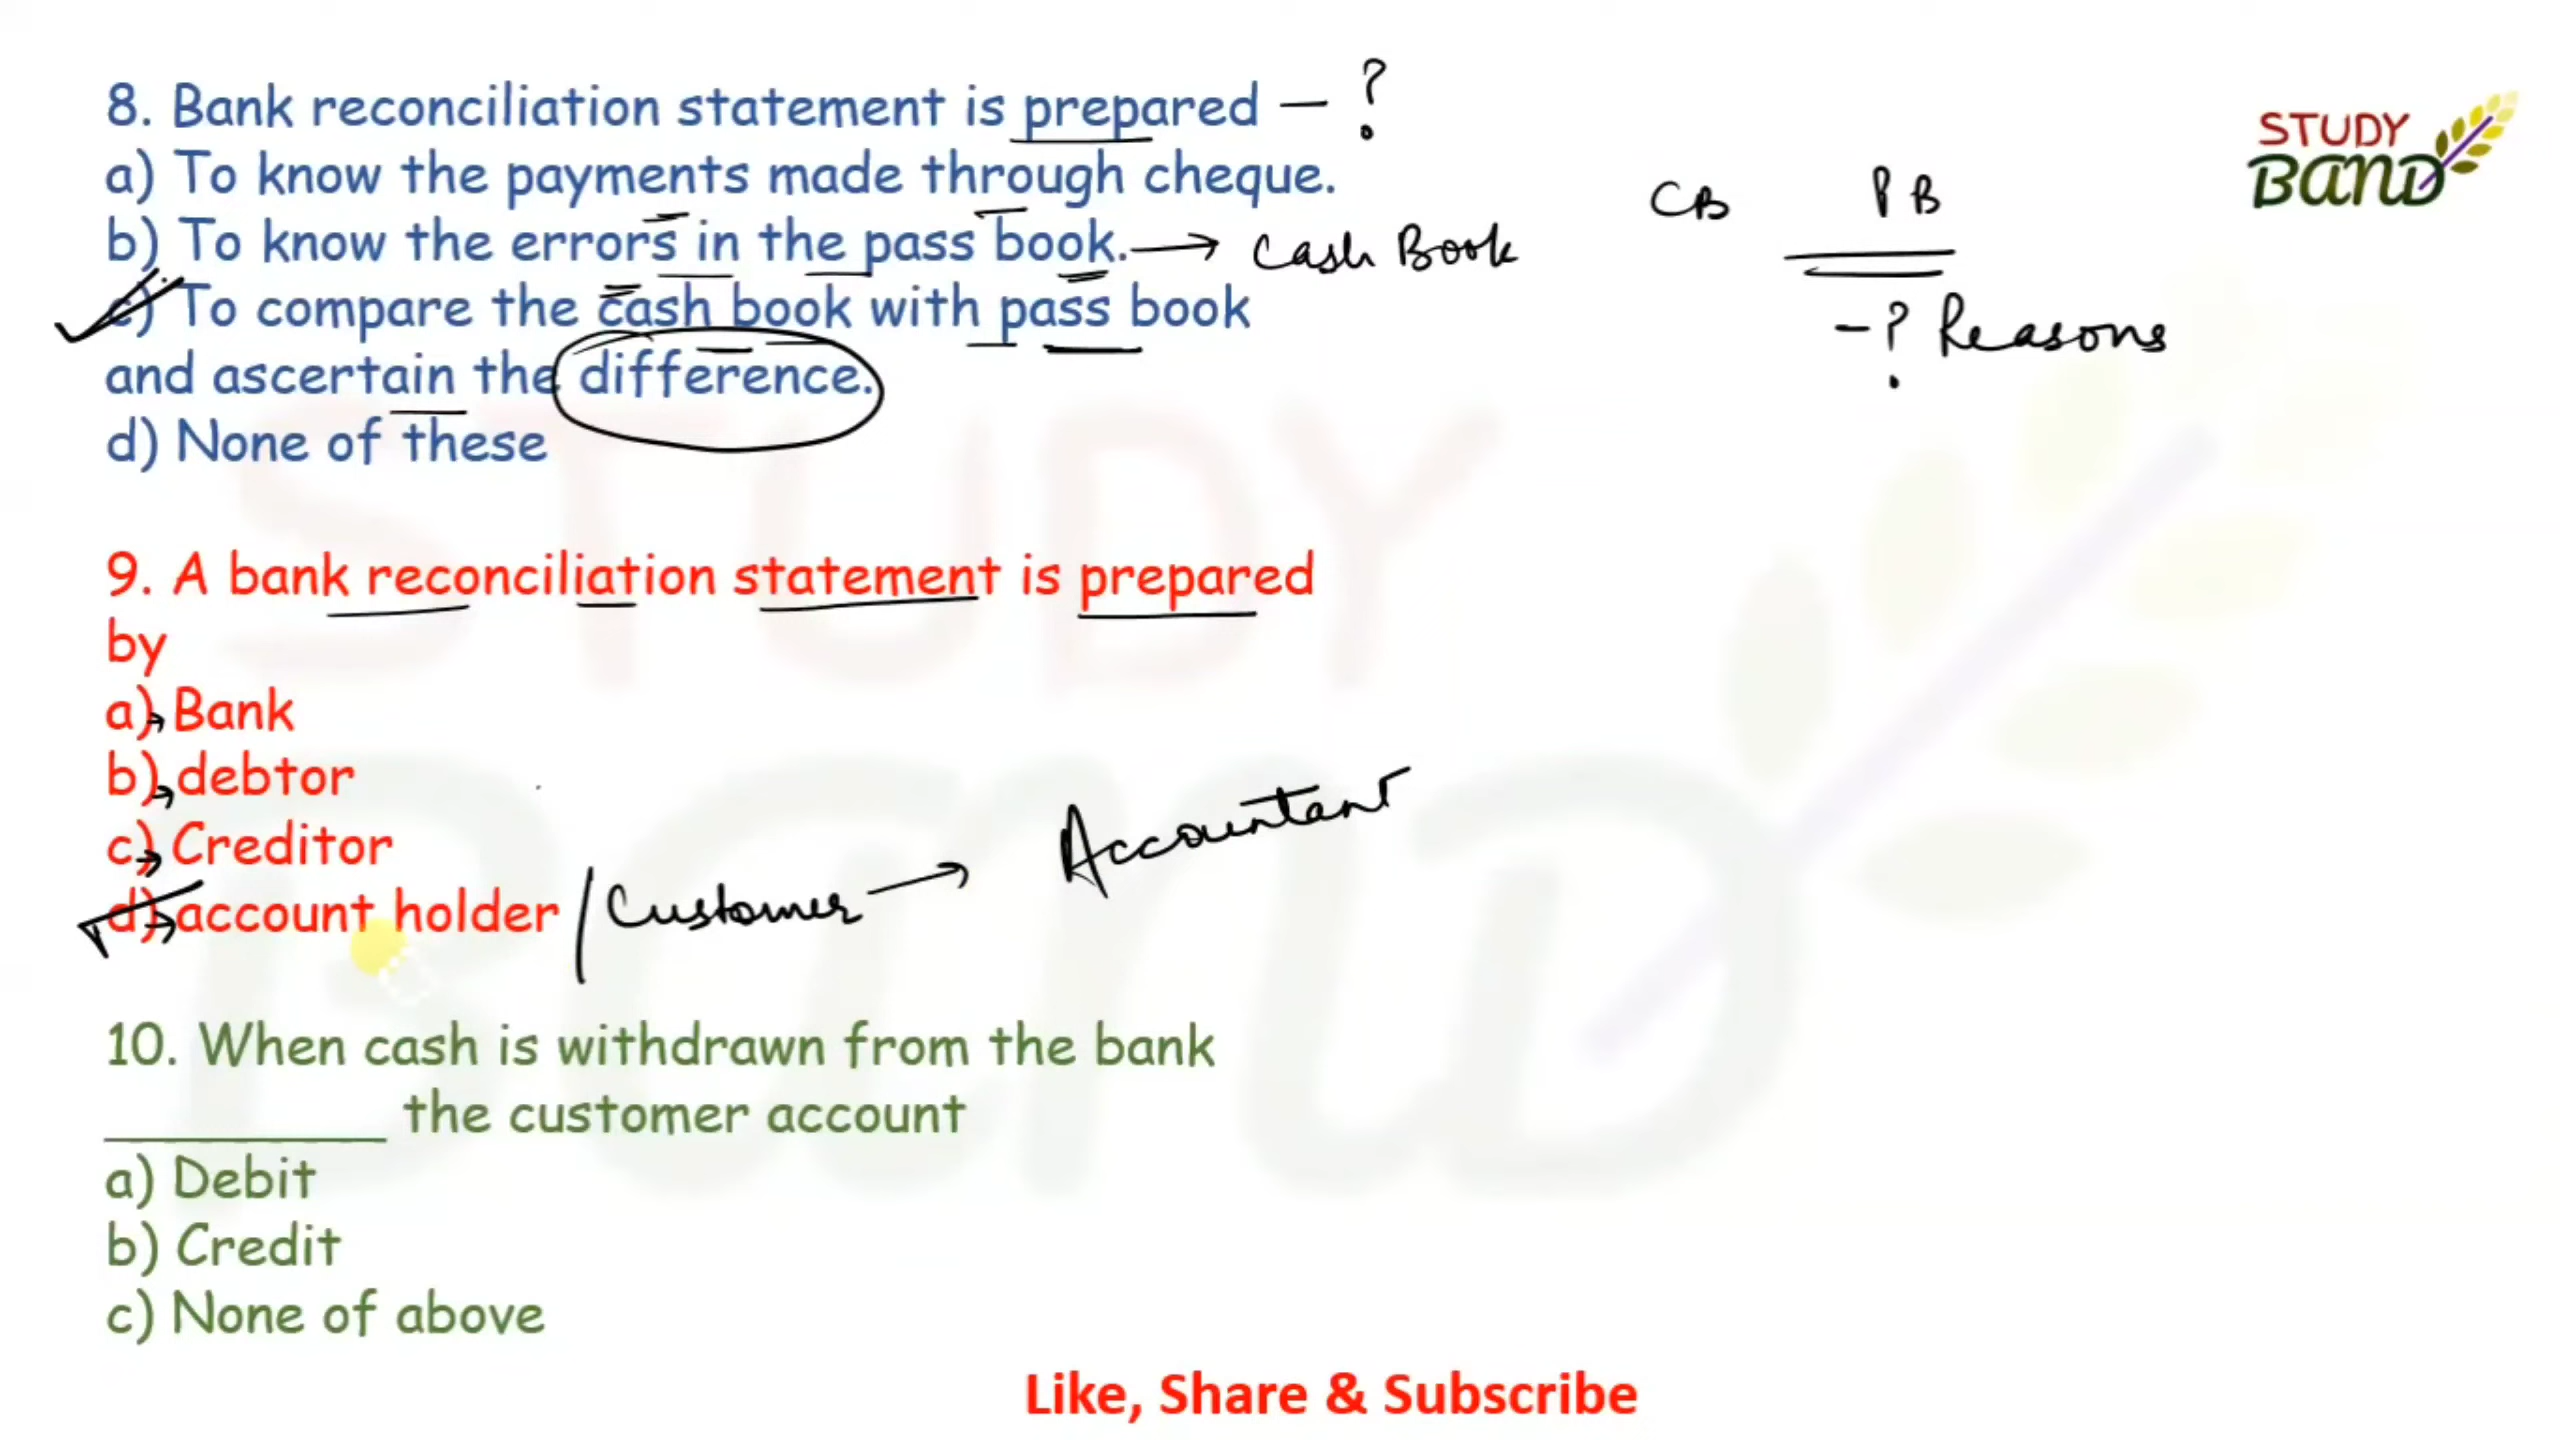 8. Bank reconciliation statement is prepared — ?
a) To know the payments made through cheque.
b) To know the errors in the pass book. → Cash Book
c) To compare the cash book with pass book
and ascertain the difference.
d) None of these
CB PB
- ? Reasons
STUDY
BAND
9. A bank reconciliation statement is prepared
by
a) Bank
b) debtor
c) Creditor
d) account holder / Customer → Accountant
10. When cash is withdrawn from the bank
__________ the customer account
a) Debit
b) Credit
c) None of above
Like, Share & Subscribe
STUDY
BAND